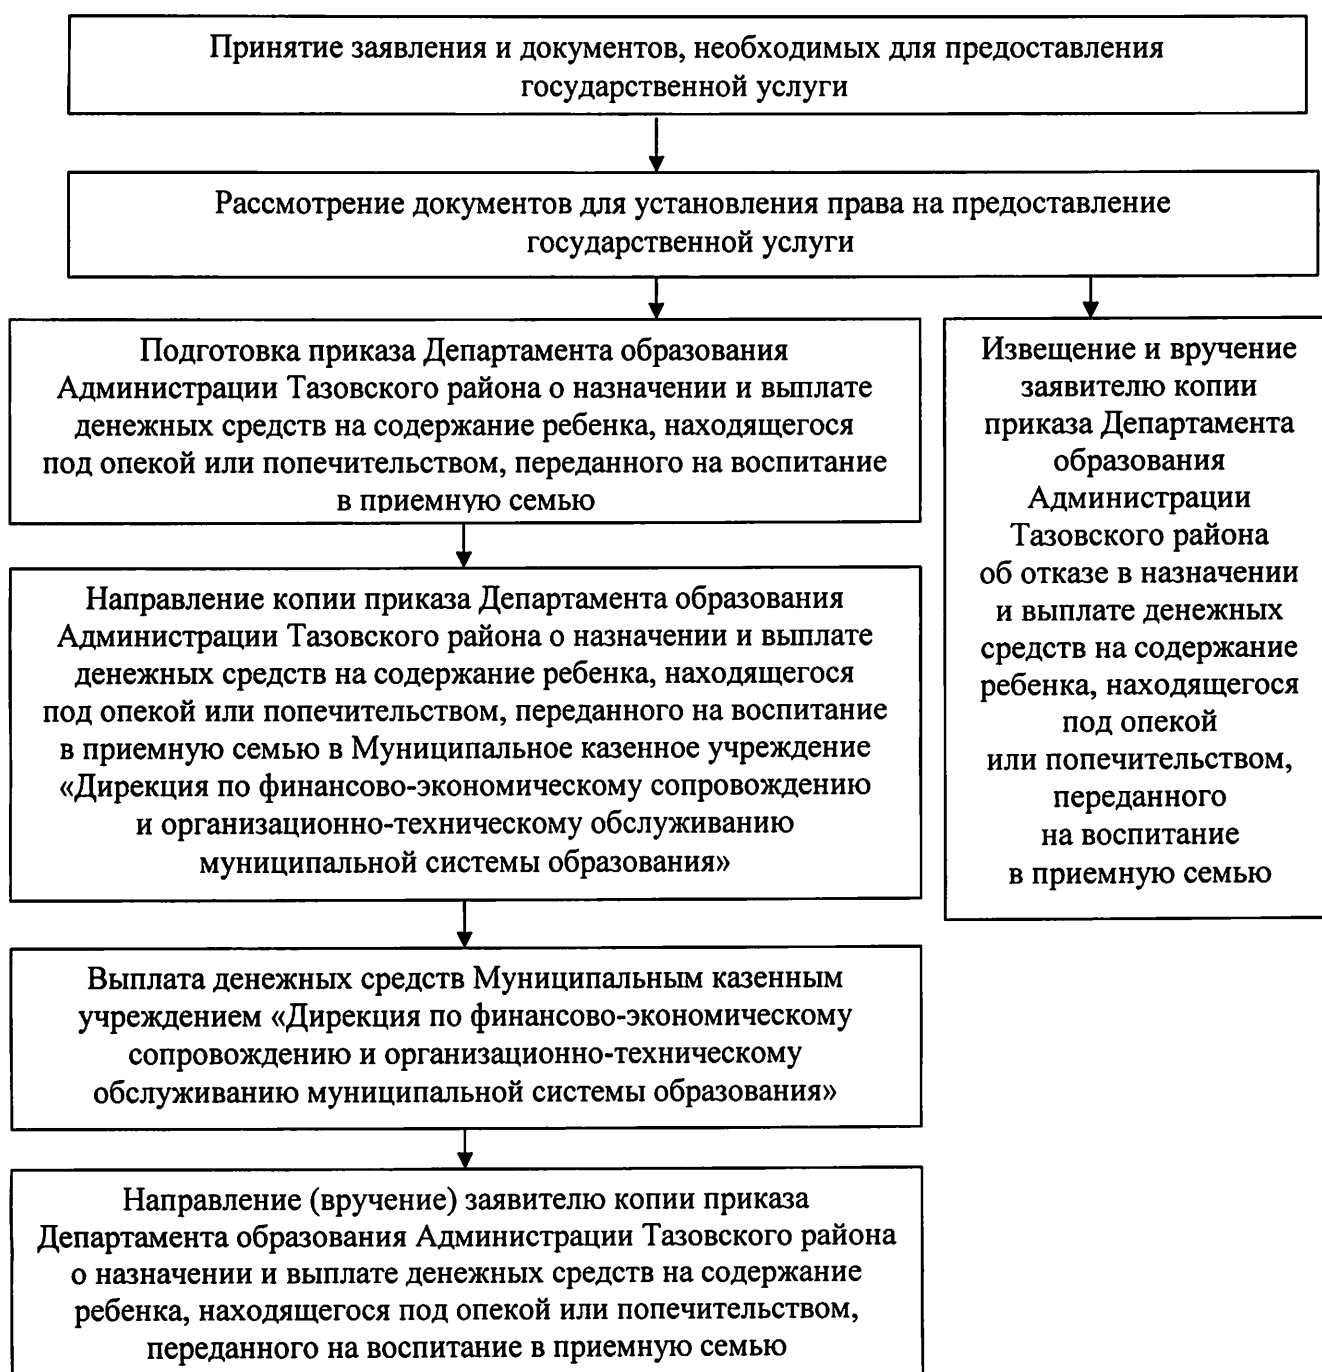 Принятие заявления и документов, необходимых для предоставления
государственной услуги
Рассмотрение документов для установления права на предоставление
государственной услуги
Подготовка приказа Департамента образования
Администрации Тазовского района о назначении и выплате
денежных средств на содержание ребенка, находящегося
под опекой или попечительством, переданного на воспитание
в приемную семью
Направление копии приказа Департамента образования
Администрации Тазовского района о назначении и выплате
денежных средств на содержание ребенка, находящегося
под опекой или попечительством, переданного на воспитание
в приемную семью в Муниципальное казенное учреждение
«Дирекция по финансово-экономическому сопровождению
и организационно-техническому обслуживанию
муниципальной системы образования»
Выплата денежных средств Муниципальным казенным
учреждением «Дирекция по финансово-экономическому
сопровождению и организационно-техническому
обслуживанию муниципальной системы образования»
Направление (вручение) заявителю копии приказа
Департамента образования Администрации Тазовского района
о назначении и выплате денежных средств на содержание
ребенка, находящегося под опекой или попечительством,
переданного на воспитание в приемную семью
Извещение и вручение
заявителю копии
приказа Департамента
образования
Администрации
Тазовского района
об отказе в назначении
и выплате денежных
средств на содержание
ребенка, находящегося
под опекой
или попечительством,
переданного
на воспитание
в приемную семью